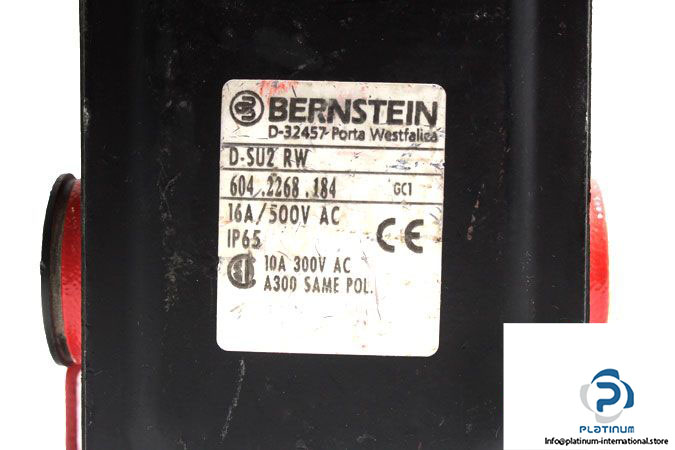 BERNSTEIN
D-32457 Porta Westfalica
D-SU2 RW
604.2268.184 GC1
16A/500V AC
IP65
CE
10A 300V AC
A300 SAME POL.
PLATINUM
info@platinum-international.store